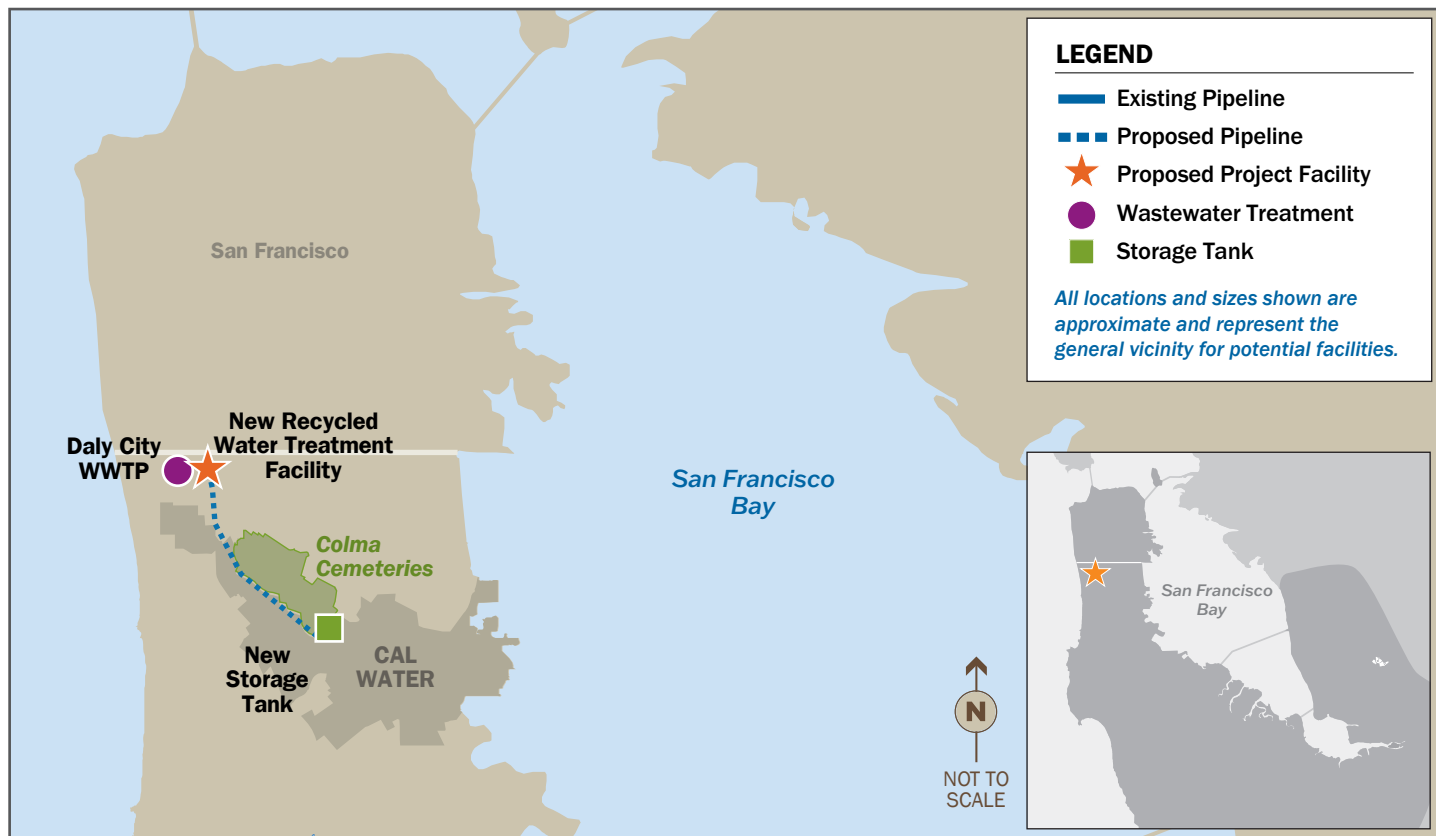 LEGEND
Existing Pipeline
Proposed Pipeline
Proposed Project Facility
Wastewater Treatment
Storage Tank
All locations and sizes shown are
approximate and represent the
general vicinity for potential facilities.
San Francisco
Daly City
WWTP
New Recycled
Water Treatment
Facility
San Francisco
Bay
Colma
Cemeteries
New
Storage
Tank
CAL
WATER
N
NOT TO
SCALE
San Francisco
Bay